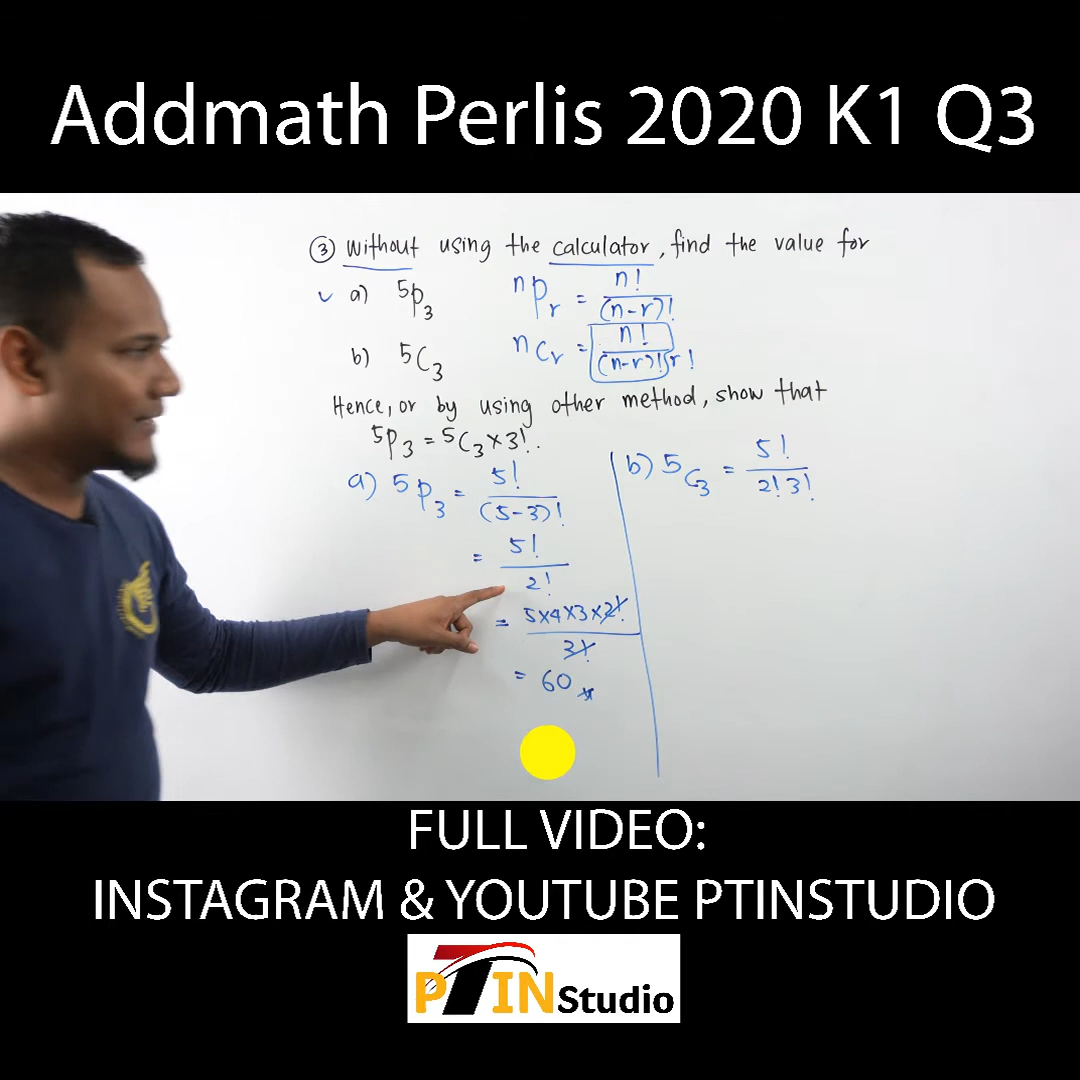 Addmath Perlis 2020 K1 Q3
③ Without using the calculator, find the value for
a) ⁵P₃ ⁿPᵣ = n!/(n-r)!
b) ⁵C₃ ⁿCᵣ = n!/(n-r)!r!
Hence, or by using other method, show that
⁵P₃ = ⁵C₃ × 3!.
a) ⁵P₃ = 5!/(5-3)!
= 5!/2!
= 5×4×3×2!/2!
= 60
b) ⁵C₃ = 5!/2!3!
FULL VIDEO:
INSTAGRAM & YOUTUBE PTINSTUDIO
PTIN Studio